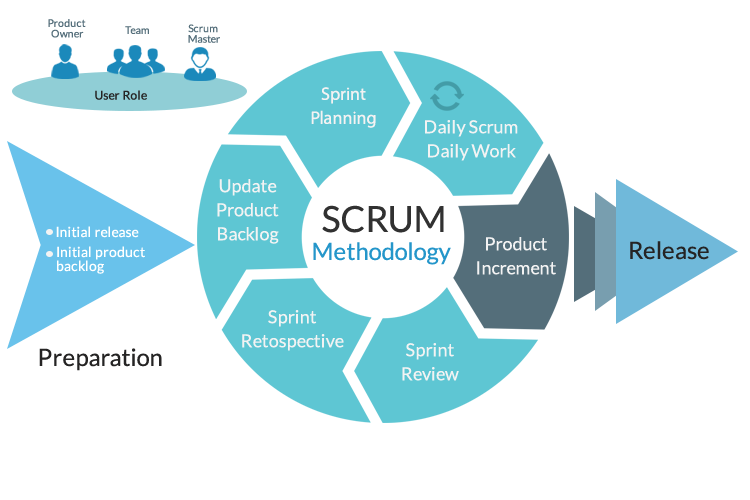 Product
Owner
Team
Scrum
Master
User Role
Sprint
Planning
Daily Scrum
Daily Work
Update
Product
Backlog
SCRUM
Methodology
Product
Increment
Release
Initial release
Initial product
backlog
Sprint
Retospective
Sprint
Review
Preparation